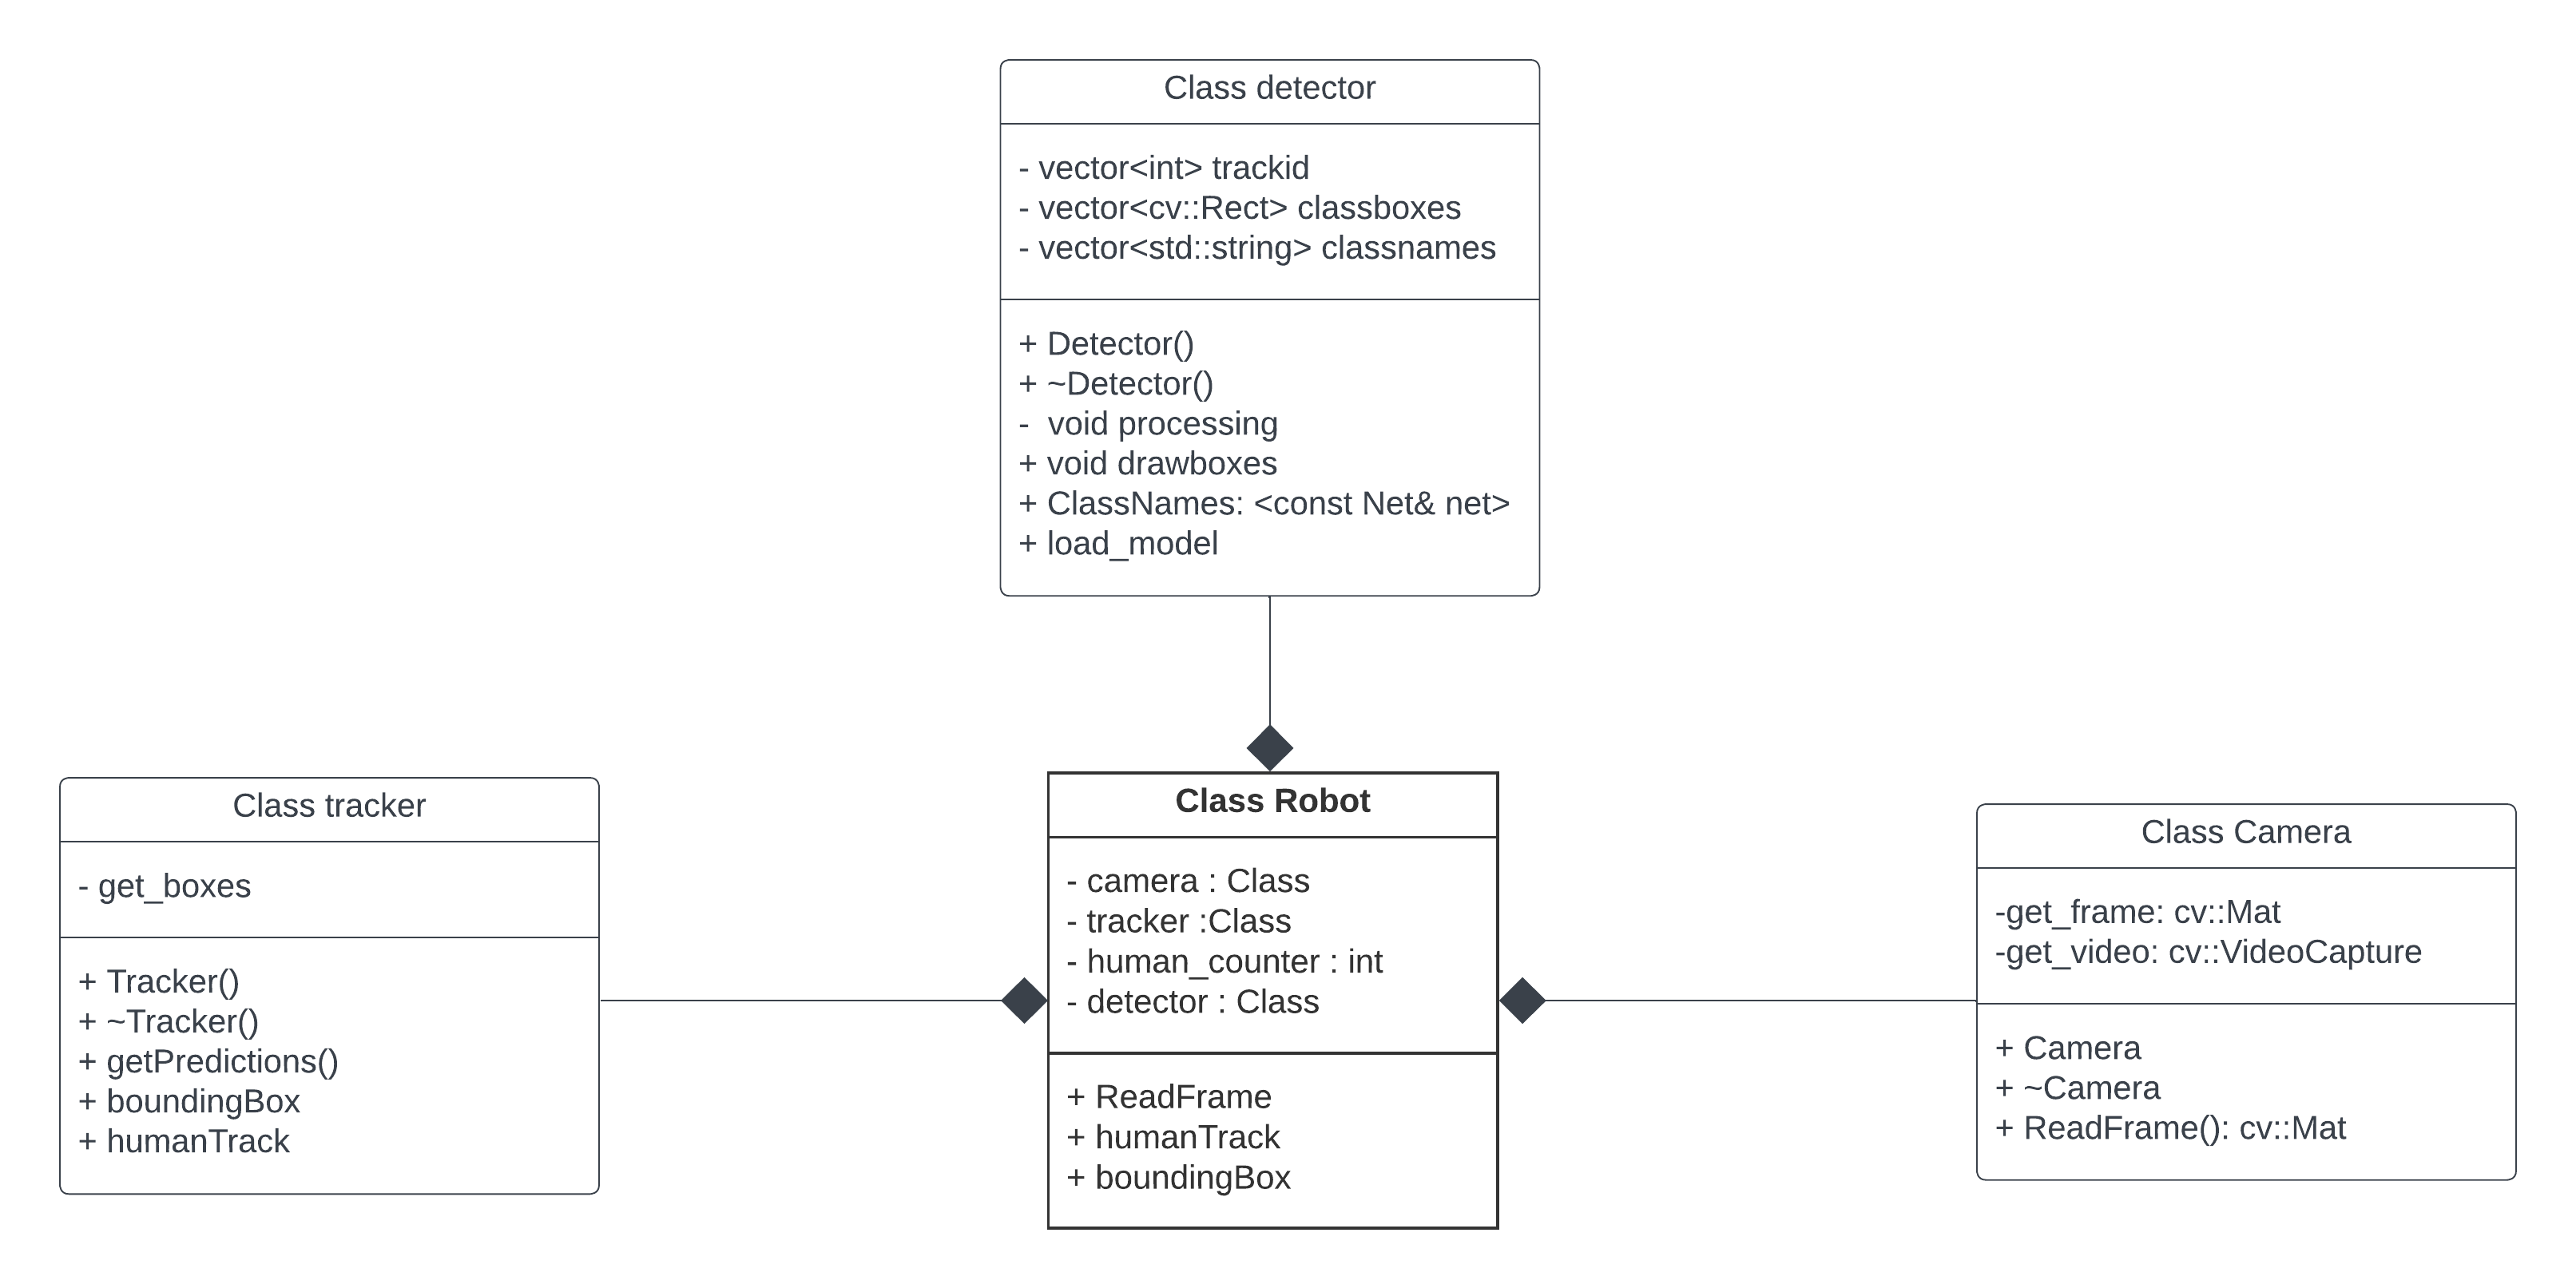 Class detector
- vector<int> trackid
- vector<cv::Rect> classboxes
- vector<std::string> classnames
+ Detector()
+ ~Detector()
-  void processing
+ void drawboxes
+ ClassNames: <const Net& net>
+ load_model
Class tracker
- get_boxes
+ Tracker()
+ ~Tracker()
+ getPredictions()
+ boundingBox
+ humanTrack
Class Robot
- camera : Class
- tracker :Class
- human_counter : int
- detector : Class
+ ReadFrame
+ humanTrack
+ boundingBox
Class Camera
-get_frame: cv::Mat
-get_video: cv::VideoCapture
+ Camera
+ ~Camera
+ ReadFrame(): cv::Mat